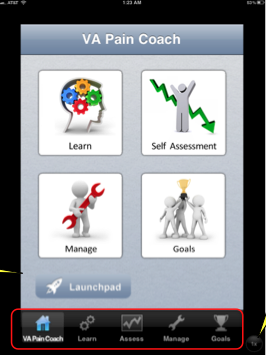 AT&T 1:23 AM 93%
VA Pain Coach
Learn Self Assessment
Manage Goals
Launchpad
VA Pain Coach Learn Assess Manage Goals